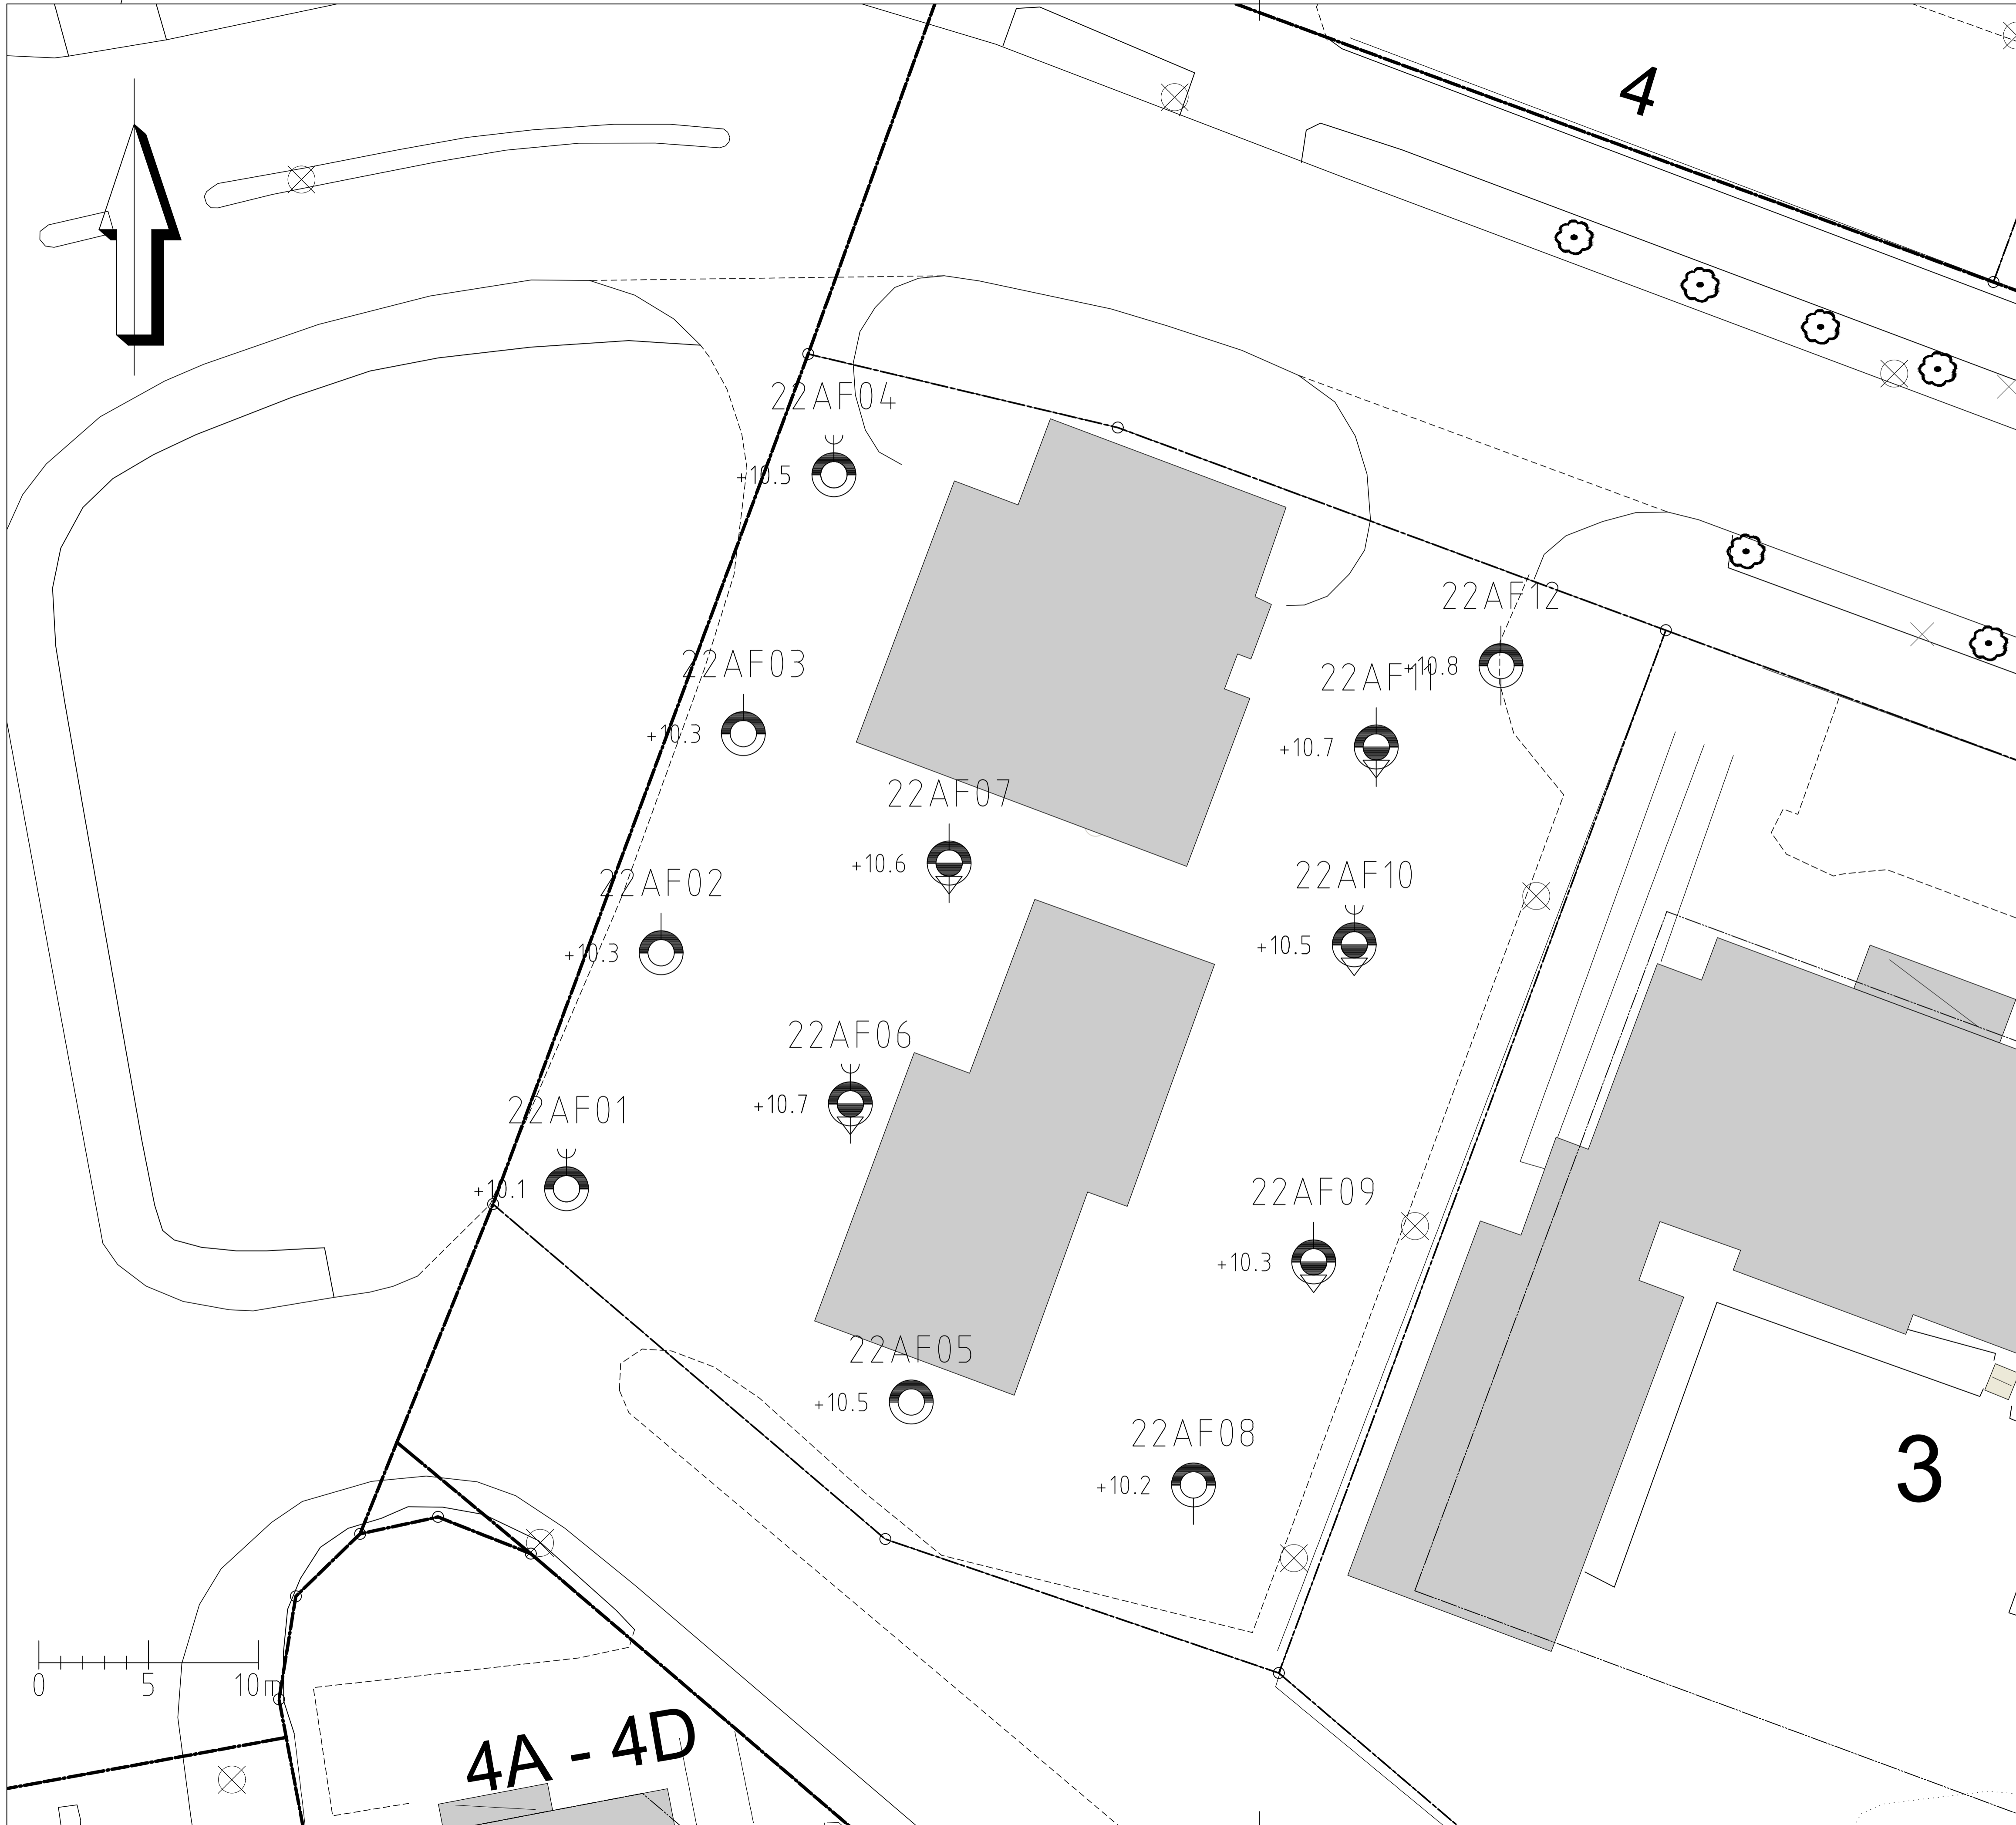 4
22AF04
+10.5
22AF12
+10.8
22AF03
+10.3
22AF11
+10.7
22AF07
+10.6
22AF02
+10.3
22AF10
+10.5
22AF06
+10.7
22AF01
+10.1
22AF09
+10.3
22AF05
+10.5
22AF08
+10.2
3
0 5 10m
4A - 4D